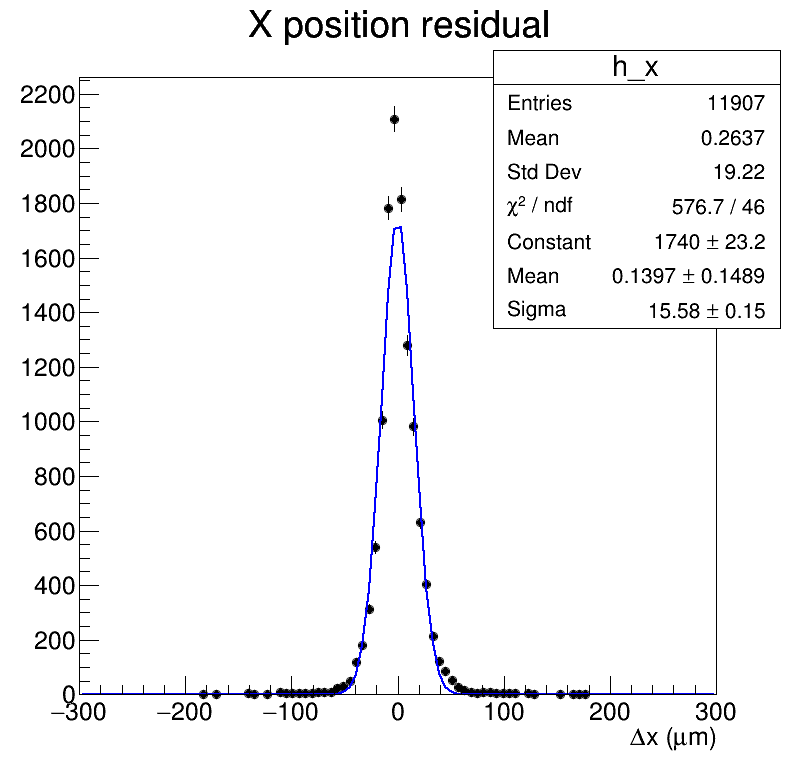 X position residual
h_x
Entries 11907
Mean 0.2637
Std Dev 19.22
χ² / ndf 576.7 / 46
Constant 1740 ± 23.2
Mean 0.1397 ± 0.1489
Sigma 15.58 ± 0.15
2200
2000
1800
1600
1400
1200
1000
800
600
400
200
0
−300 −200 −100 0 100 200 300
Δx (μm)